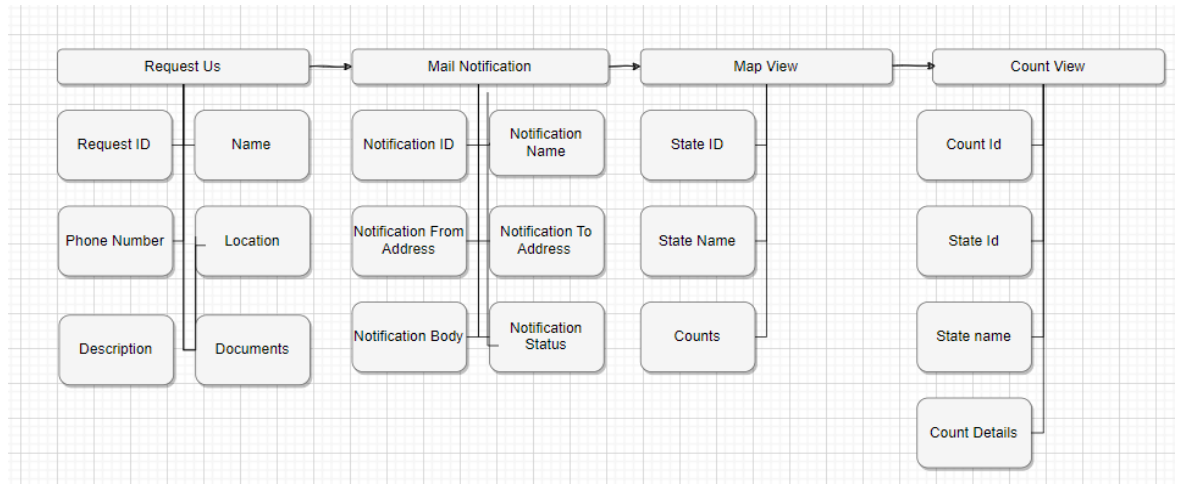 Request Us
Mail Notification
Map View
Count View
Request ID
Name
Phone Number
Location
Description
Documents
Notification ID
Notification
Name
Notification From
Address
Notification To
Address
Notification Body
Notification
Status
State ID
State Name
Counts
Count Id
State Id
State name
Count Details